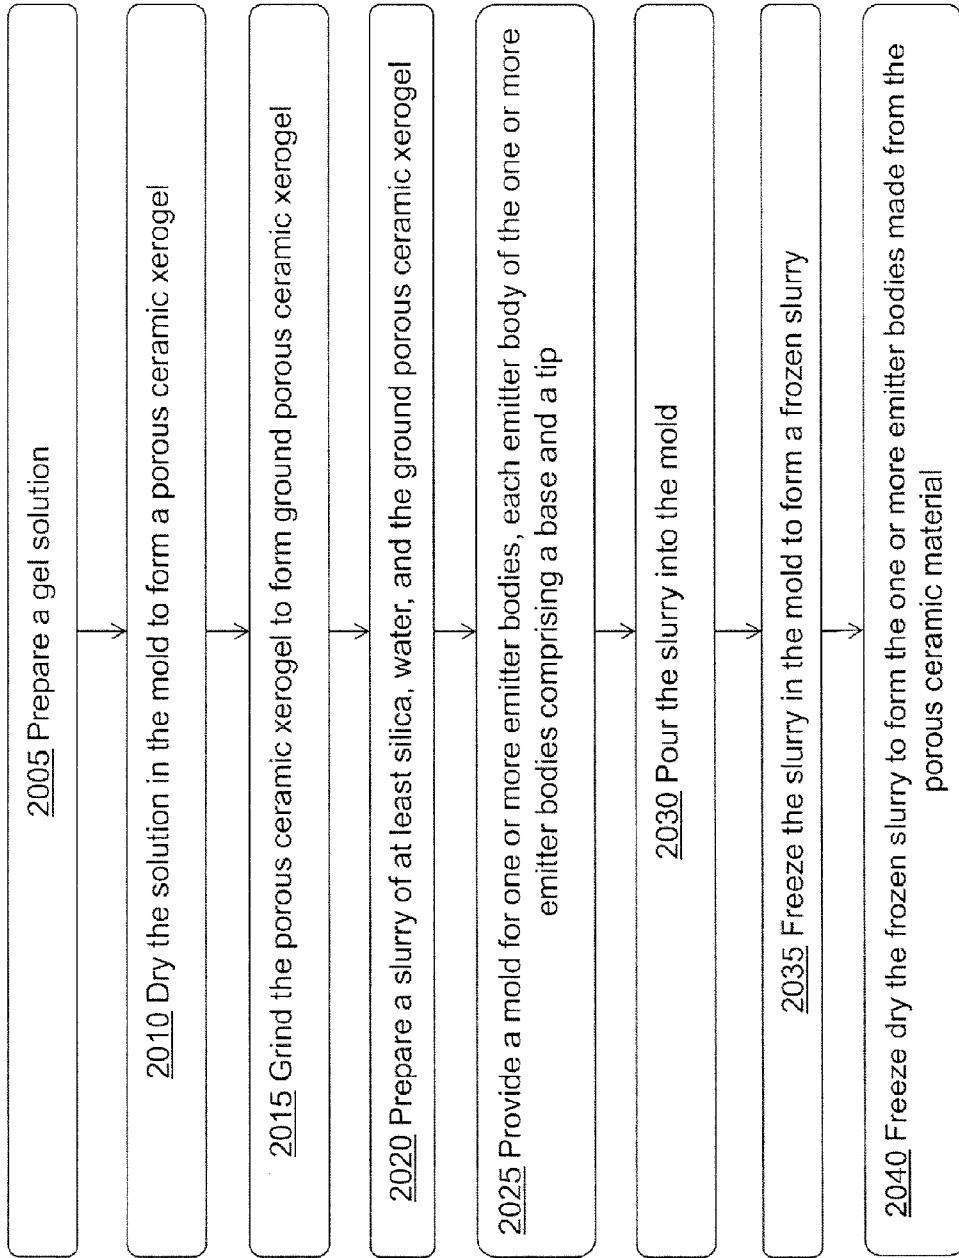 2005 Prepare a gel solution
2010 Dry the solution in the mold to form a porous ceramic xerogel
2015 Grind the porous ceramic xerogel to form ground porous ceramic xerogel
2020 Prepare a slurry of at least silica, water, and the ground porous ceramic xerogel
2025 Provide a mold for one or more emitter bodies, each emitter body of the one or more
emitter bodies comprising a base and a tip
2030 Pour the slurry into the mold
2035 Freeze the slurry in the mold to form a frozen slurry
2040 Freeze dry the frozen slurry to form the one or more emitter bodies made from the
porous ceramic material